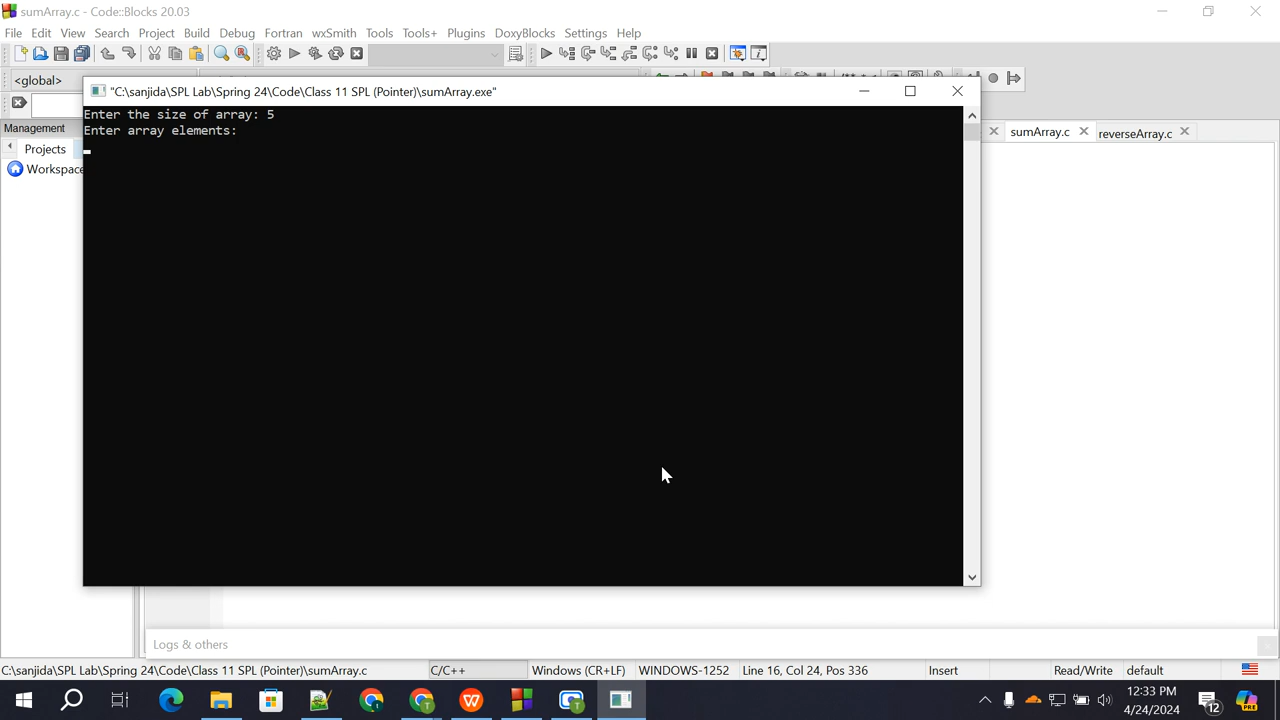 sumArray.c - Code::Blocks 20.03
File Edit View Search Project Build Debug Fortran wxSmith Tools Tools+ Plugins DoxyBlocks Settings Help
<global>
"C:\sanjida\SPL Lab\Spring 24\Code\Class 11 SPL (Pointer)\sumArray.exe"
Enter the size of array: 5
Enter array elements:
Management
Projects
Workspace
sumArray.c reverseArray.c
Logs & others
C:\sanjida\SPL Lab\Spring 24\Code\Class 11 SPL (Pointer)\sumArray.c C/C++ Windows (CR+LF) WINDOWS-1252 Line 16, Col 24, Pos 336 Insert Read/Write default
12:33 PM
4/24/2024
12
PRE